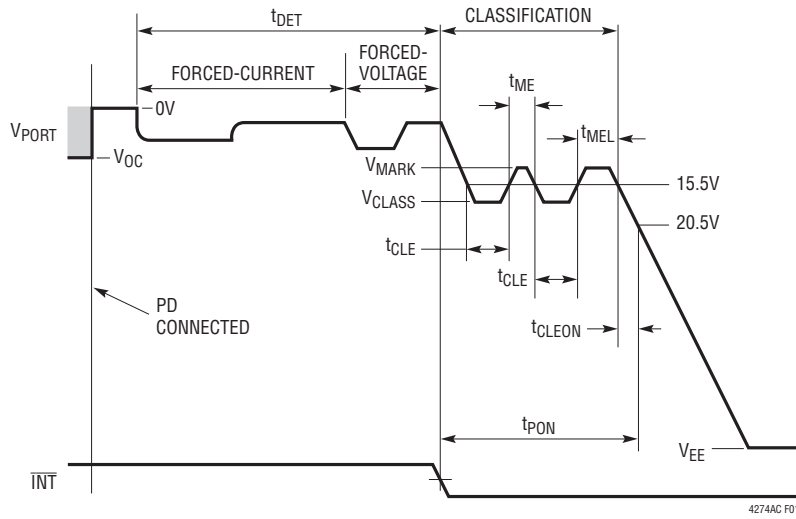 tDET
CLASSIFICATION
FORCED-CURRENT
FORCED-
VOLTAGE
tME
0V
tMEL
VPORT
VOC
VMARK
15.5V
VCLASS
20.5V
tCLE
tCLE
PD
CONNECTED
tCLEON
tPON
VEE
INT
4274AC F01